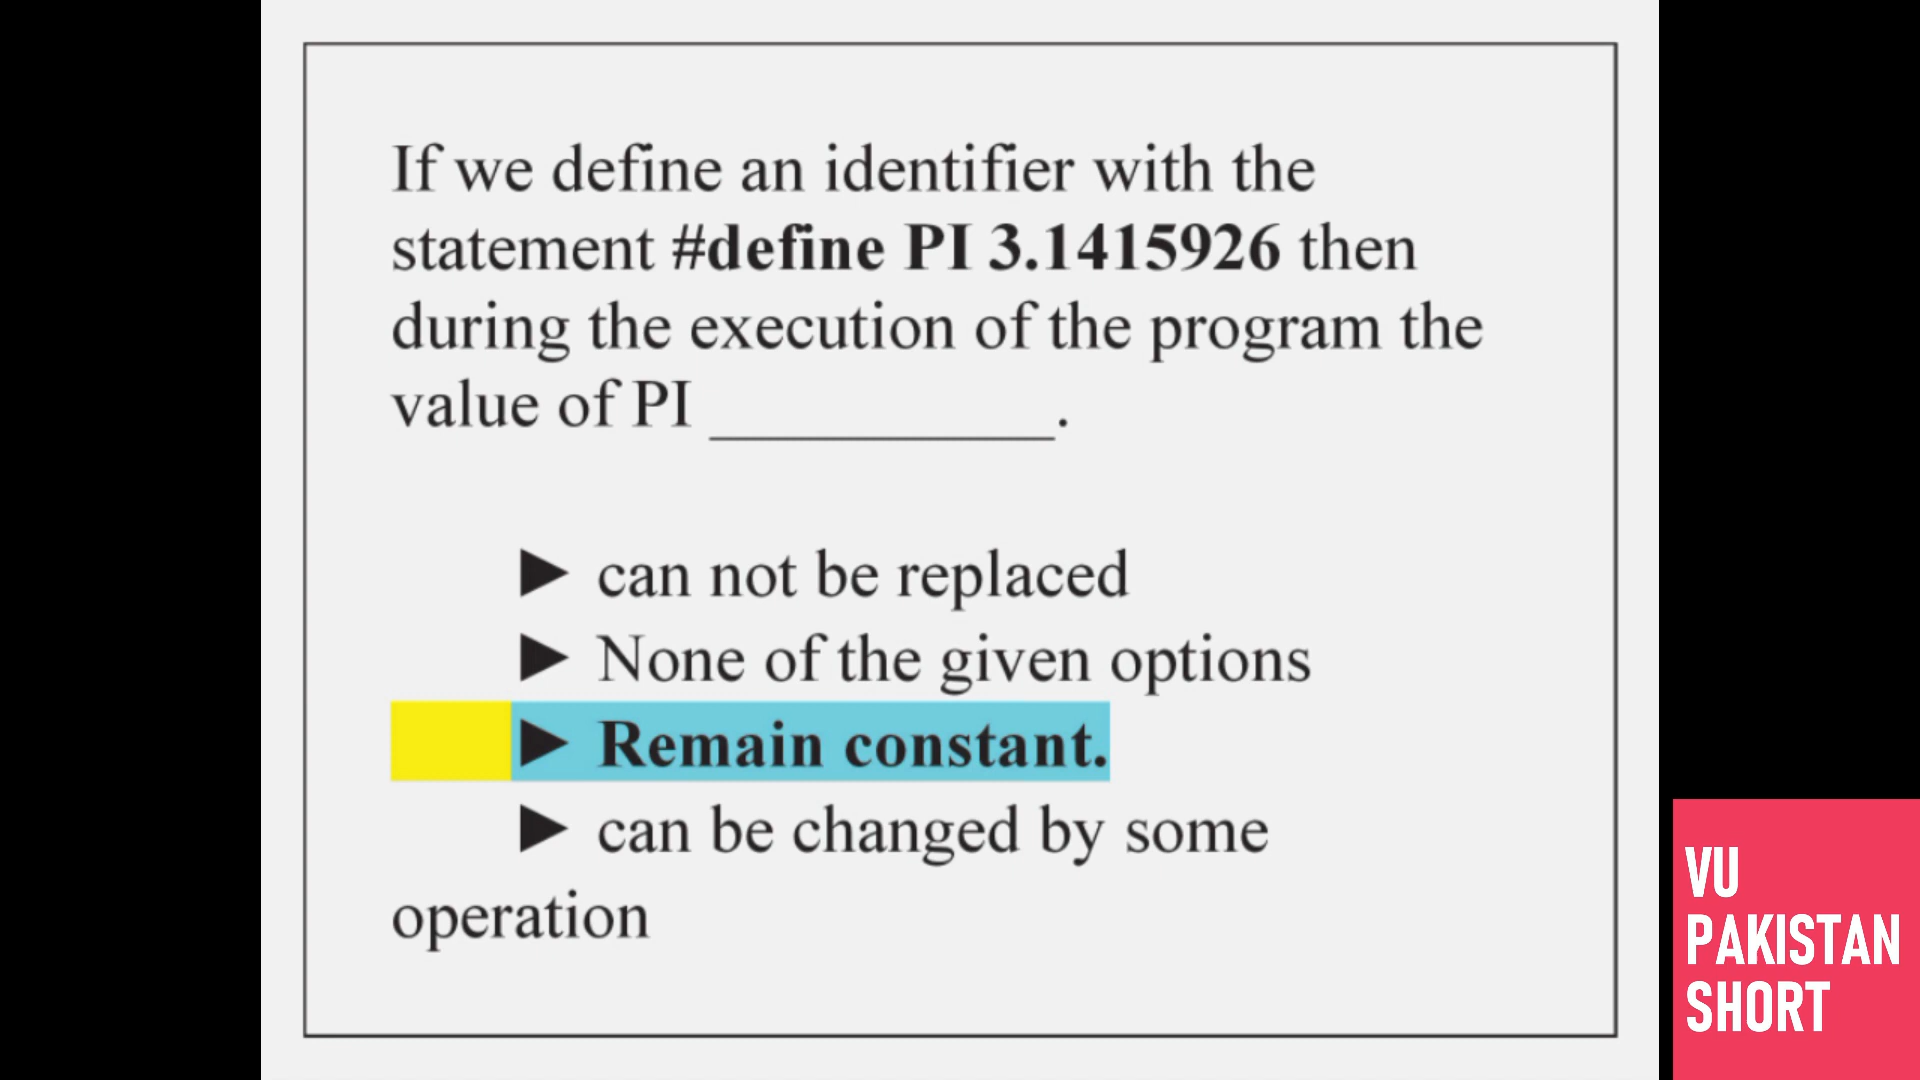 If we define an identifier with the
statement #define PI 3.1415926 then
during the execution of the program the
value of PI ____________.
► can not be replaced
► None of the given options
► Remain constant.
► can be changed by some
operation
VU
PAKISTAN
SHORT